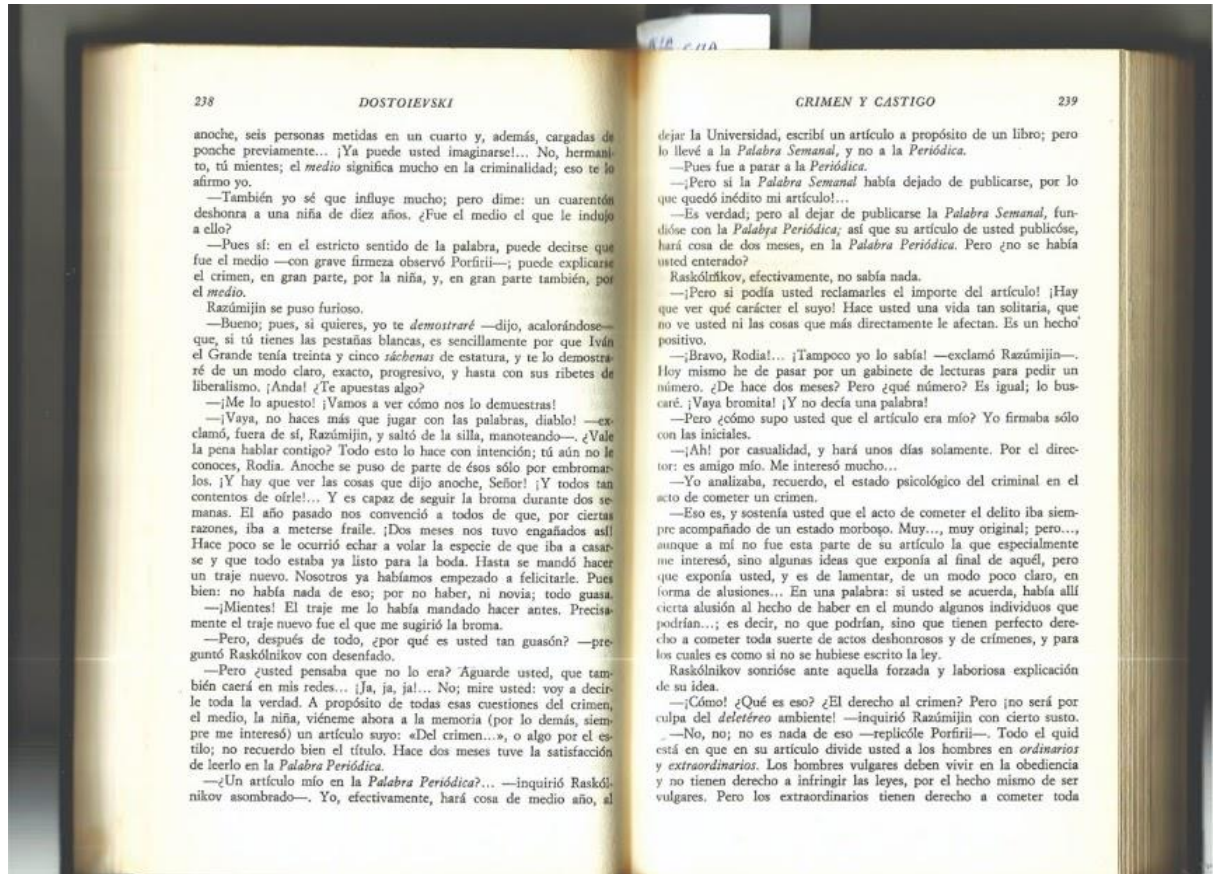 238
DOSTOIEVSKI
anoche, seis personas metidas en un cuarto y, además, cargadas de
ponche previamente... ¡Ya puede usted imaginarse!... No, hermani-
to, tú mientes; el medio significa mucho en la criminalidad; eso te lo
afirmo yo.
—También yo sé que influye mucho; pero dime: un cuarentón
deshonra a una niña de diez años. ¿Fue el medio el que le indujo
a ello?
—Pues sí: en el estricto sentido de la palabra, puede decirse que
fue el medio —con grave firmeza observó Porfirii—; puede explicarse
el crimen, en gran parte, por la niña, y, en gran parte también, por
el medio.
Razúmijin se puso furioso.
—Bueno; pues, si quieres, yo te demostraré —dijo, acalorándose—
que, si tú tienes las pestañas blancas, es sencillamente por que Iván
el Grande tenía treinta y cinco sáchenas de estatura, y te lo demostra-
ré de un modo claro, exacto, progresivo, y hasta con sus ribetes de
liberalismo. ¡Anda! ¿Te apuestas algo?
—¡Me lo apuesto! ¡Vamos a ver cómo nos lo demuestras!
—¡Vaya, no haces más que jugar con las palabras, diablo! —ex-
clamó, fuera de sí, Razúmijin, y saltó de la silla, manoteando—. ¿Vale
la pena hablar contigo? Todo esto lo hace con intención; tú aún no le
conoces, Rodia. Anoche se puso de parte de ésos sólo por embromar-
los. ¡Y hay que ver las cosas que dijo anoche, Señor! ¡Y todos tan
contentos de oírle!... Y es capaz de seguir la broma durante dos se-
manas. El año pasado nos convenció a todos de que, por ciertas
razones, iba a meterse fraile. ¡Dos meses nos tuvo engañados así!
Hace poco se le ocurrió echar a volar la especie de que iba a casar-
se y que todo estaba ya listo para la boda. Hasta se mandó hacer
un traje nuevo. Nosotros ya habíamos empezado a felicitarle. Pues
bien: no había nada de eso; por no haber, ni novia; todo guasa.
—¡Mientes! El traje me lo había mandado hacer antes. Precisa-
mente el traje nuevo fue el que me sugirió la broma.
—Pero, después de todo, ¿por qué es usted tan guasón? —pre-
guntó Raskólnikov con desenfado.
—Pero ¿usted pensaba que no lo era? Aguarde usted, que tam-
bién caerá en mis redes... ¡Ja, ja, ja!... No; mire usted: voy a decir-
le toda la verdad. A propósito de todas esas cuestiones del crimen,
el medio, la niña, viéneme ahora a la memoria (por lo demás, siem-
pre me interesó) un artículo suyo: «Del crimen...», o algo por el es-
tilo; no recuerdo bien el título. Hace dos meses tuve la satisfacción
de leerlo en la Palabra Periódica.
—¿Un artículo mío en la Palabra Periódica?... —inquirió Raskól-
nikov asombrado—. Yo, efectivamente, hará cosa de medio año, al
CRIMEN Y CASTIGO
239
dejar la Universidad, escribí un artículo a propósito de un libro; pero
lo llevé a la Palabra Semanal, y no a la Periódica.
—Pues fue a parar a la Periódica.
—¡Pero si la Palabra Semanal había dejado de publicarse, por lo
que quedó inédito mi artículo!...
—Es verdad; pero al dejar de publicarse la Palabra Semanal, fun-
dióse con la Palabra Periódica; así que su artículo de usted publicóse,
hará cosa de dos meses, en la Palabra Periódica. Pero ¿no se había
usted enterado?
Raskólnikov, efectivamente, no sabía nada.
—¡Pero si podía usted reclamarles el importe del artículo! ¡Hay
que ver qué carácter el suyo! Hace usted una vida tan solitaria, que
no ve usted ni las cosas que más directamente le afectan. Es un hecho
positivo.
—¡Bravo, Rodia!... ¡Tampoco yo lo sabía! —exclamó Razúmijin—.
Hoy mismo he de pasar por un gabinete de lecturas para pedir un
número. ¿De hace dos meses? Pero ¿qué número? Es igual; lo bus-
caré. ¡Vaya bromita! ¡Y no decía una palabra!
—Pero ¿cómo supo usted que el artículo era mío? Yo firmaba sólo
con las iniciales.
—¡Ah! por casualidad, y hará unos días solamente. Por el direc-
tor: es amigo mío. Me interesó mucho...
—Yo analizaba, recuerdo, el estado psicológico del criminal en el
acto de cometer un crimen.
—Eso es, y sostenía usted que el acto de cometer el delito iba siem-
pre acompañado de un estado morboso. Muy..., muy original; pero...,
aunque a mí no fue esta parte de su artículo la que especialmente
me interesó, sino algunas ideas que exponía al final de aquél, pero
que exponía usted, y es de lamentar, de un modo poco claro, en
forma de alusiones... En una palabra: si usted se acuerda, había allí
cierta alusión al hecho de haber en el mundo algunos individuos que
podrían...; es decir, no que podrían, sino que tienen perfecto dere-
cho a cometer toda suerte de actos deshonrosos y de crímenes, y para
los cuales es como si no se hubiese escrito la ley.
Raskólnikov sonrióse ante aquella forzada y laboriosa explicación
de su idea.
—¡Cómo! ¿Qué es eso? ¿El derecho al crimen? Pero ¡no será por
culpa del deletéreo ambiente! —inquirió Razúmijin con cierto susto.
—No, no; no es nada de eso —replicóle Porfirii—. Todo el quid
está en que en su artículo divide usted a los hombres en ordinarios
y extraordinarios. Los hombres vulgares deben vivir en la obediencia
y no tienen derecho a infringir las leyes, por el hecho mismo de ser
vulgares. Pero los extraordinarios tienen derecho a cometer toda